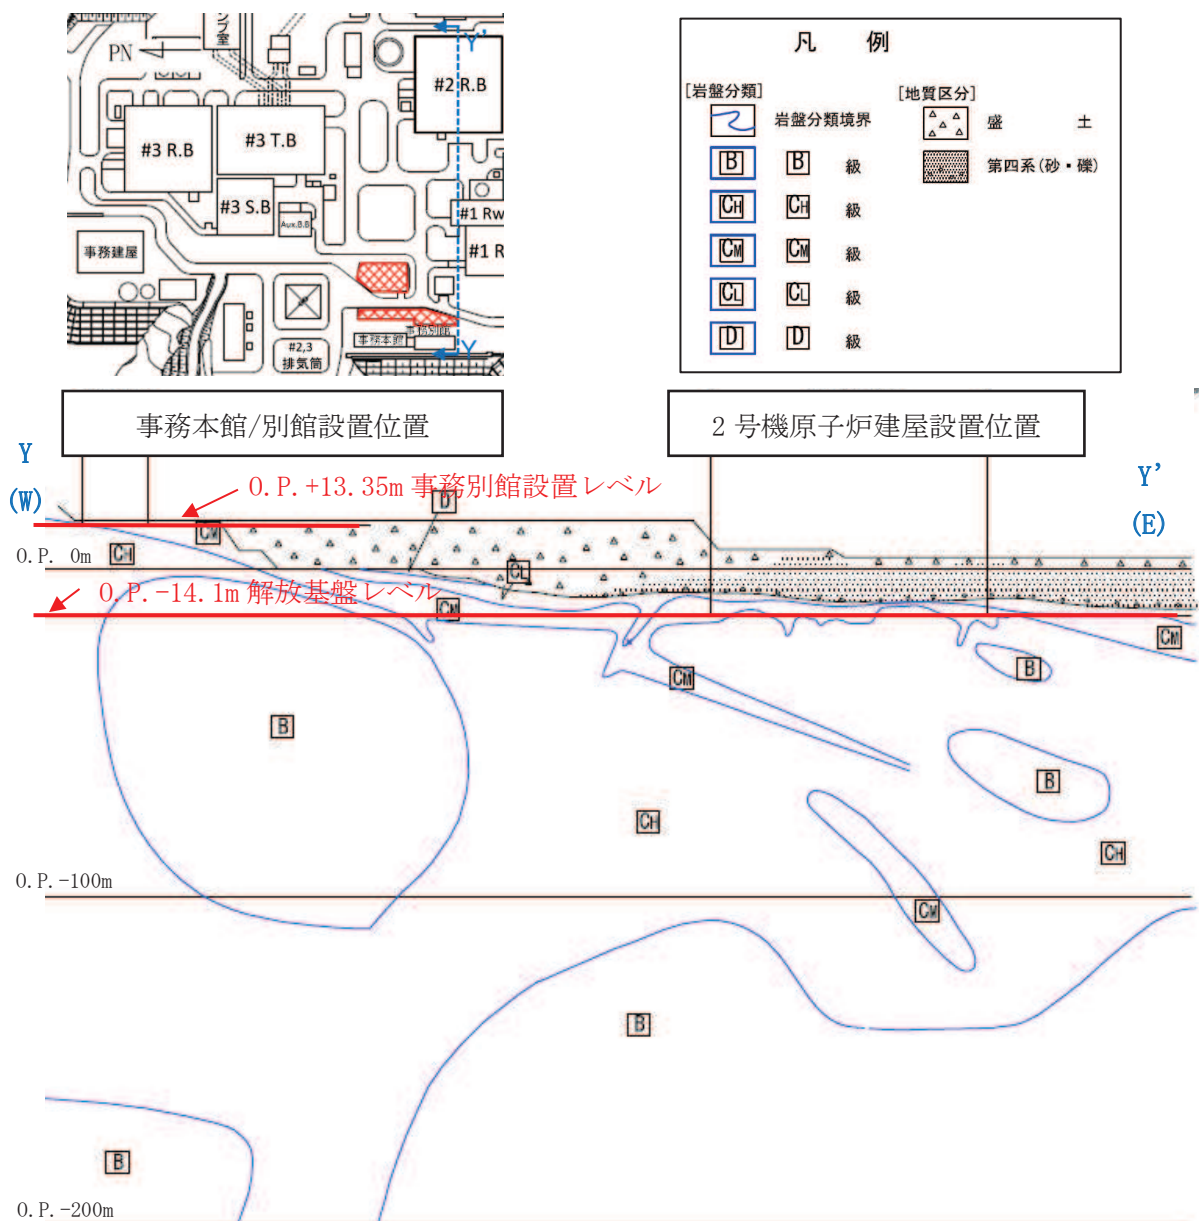 ンプ室
PN
Y'
#2 R.B
#3 R.B
#3 T.B
#3 S.B
Aux.B.B
#1 Rw
#1 R
事務建屋
事務別館
事務本館
#2,3
排気筒
Y
凡 例
[岩盤分類]
[地質区分]
岩盤分類境界
盛 土
B B 級
第四系(砂・礫)
CH CH 級
CM CM 級
CL CL 級
D D 級
事務本館/別館設置位置
2号機原子炉建屋設置位置
Y
(W)
Y'
(E)
O.P.+13.35m 事務別館設置レベル
D
CM
CH
O.P. 0m
CL
O.P.-14.1m 解放基盤レベル
CM
CM
B
CM
B
B
CH
CH
O.P.-100m
CM
B
B
O.P.-200m